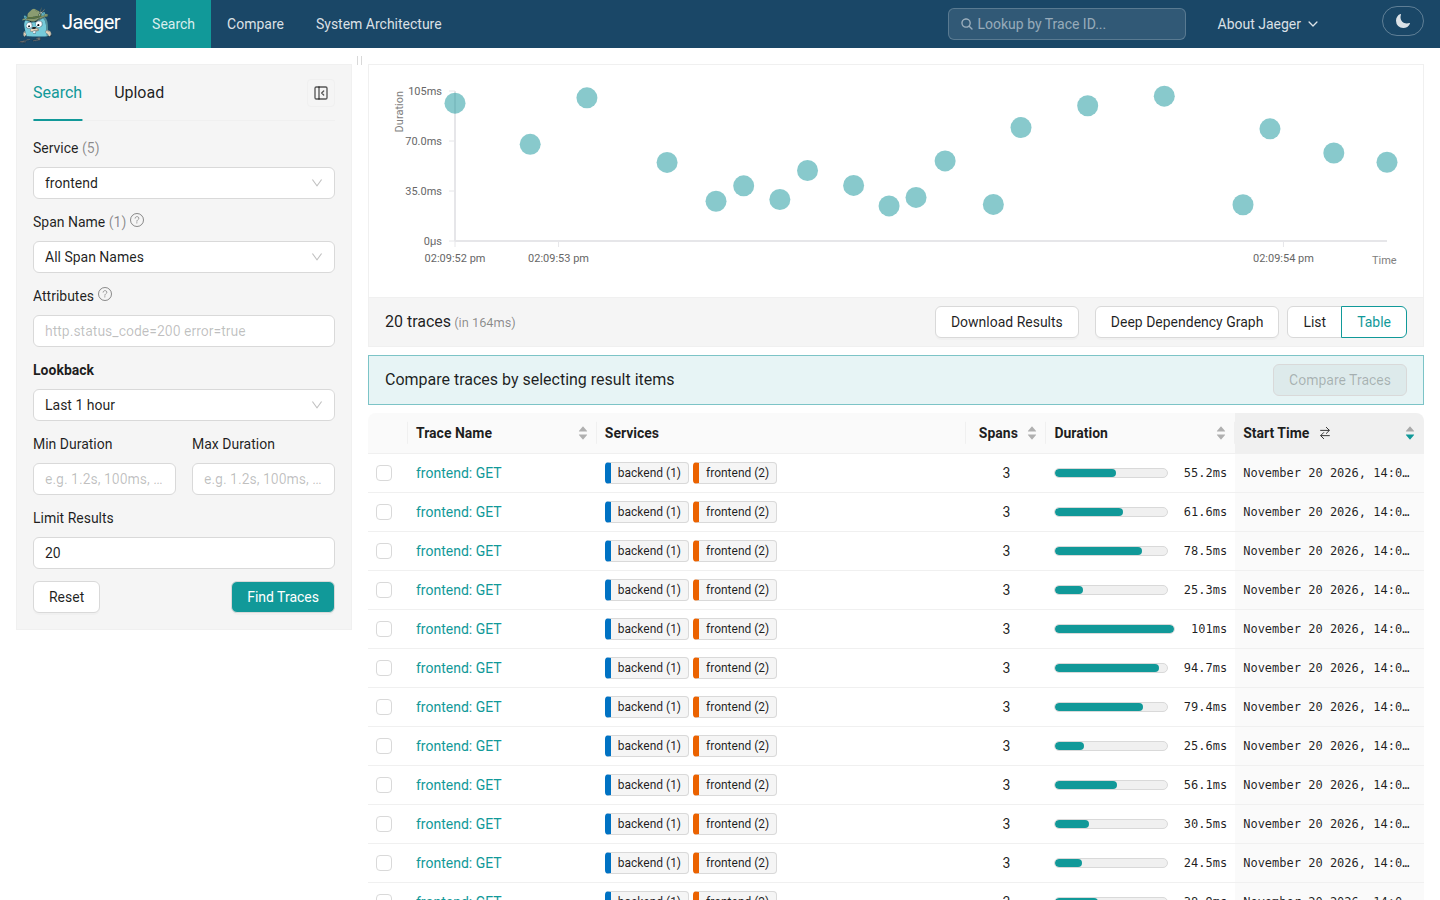 Jaeger
Search
Compare
System Architecture
Lookup by Trace ID...
About Jaeger
Search
Upload
Service (5)
frontend
Span Name (1)
All Span Names
Attributes
http.status_code=200 error=true
Lookback
Last 1 hour
Min Duration
Max Duration
e.g. 1.2s, 100ms, ...
e.g. 1.2s, 100ms, ...
Limit Results
20
Reset
Find Traces
Duration
105ms
70.0ms
35.0ms
0µs
02:09:52 pm
02:09:53 pm
02:09:54 pm
Time
20 traces (in 164ms)
Download Results
Deep Dependency Graph
List
Table
Compare traces by selecting result items
Compare Traces
Trace Name Services Spans Duration Start Time
frontend: GET backend (1) frontend (2) 3 55.2ms November 20 2026, 14:0…
frontend: GET backend (1) frontend (2) 3 61.6ms November 20 2026, 14:0…
frontend: GET backend (1) frontend (2) 3 78.5ms November 20 2026, 14:0…
frontend: GET backend (1) frontend (2) 3 25.3ms November 20 2026, 14:0…
frontend: GET backend (1) frontend (2) 3 101ms November 20 2026, 14:0…
frontend: GET backend (1) frontend (2) 3 94.7ms November 20 2026, 14:0…
frontend: GET backend (1) frontend (2) 3 79.4ms November 20 2026, 14:0…
frontend: GET backend (1) frontend (2) 3 25.6ms November 20 2026, 14:0…
frontend: GET backend (1) frontend (2) 3 56.1ms November 20 2026, 14:0…
frontend: GET backend (1) frontend (2) 3 30.5ms November 20 2026, 14:0…
frontend: GET backend (1) frontend (2) 3 24.5ms November 20 2026, 14:0…
frontend: GET backend (1) frontend (2) 3 November 20 2026, 14:0…